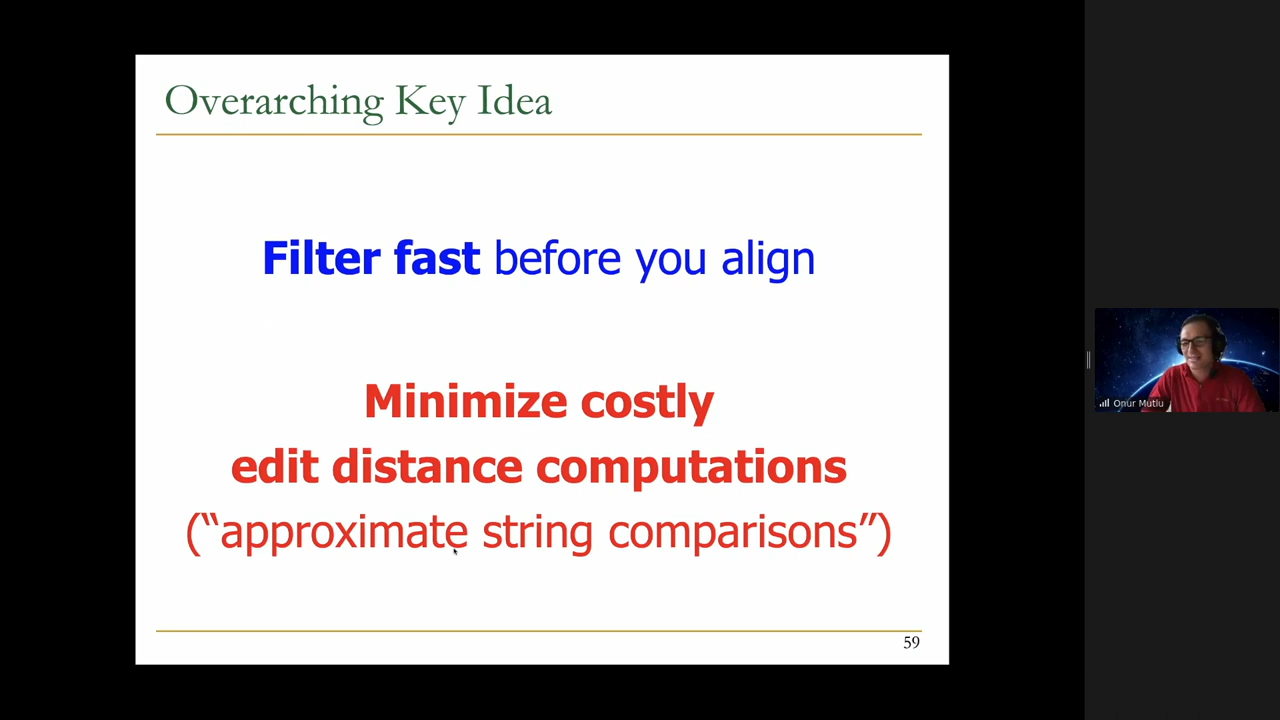 Overarching Key Idea
Filter fast before you align
Minimize costly
edit distance computations
(“approximate string comparisons”)
59
Onur Mutlu